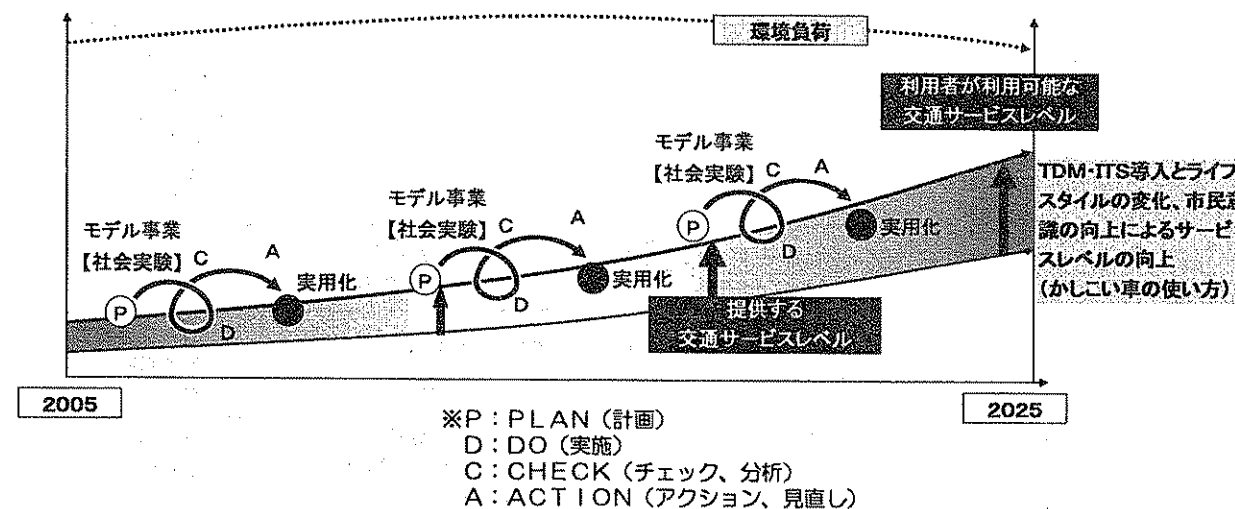 環境負荷
利用者が利用可能な
交通サービスレベル
モデル事業
【社会実験】
C
A
P
D
実用化
モデル事業
【社会実験】
C
A
P
D
実用化
モデル事業
【社会実験】
C
A
P
D
実用化
TDM・ITS導入とライフ
スタイルの変化、市民意
識の向上によるサービ
スレベルの向上
(かしこい車の使い方)
提供する
交通サービスレベル
2005
2025
※P:PLAN(計画)
D:DO(実施)
C:CHECK(チェック、分析)
A:ACTION(アクション、見直し)